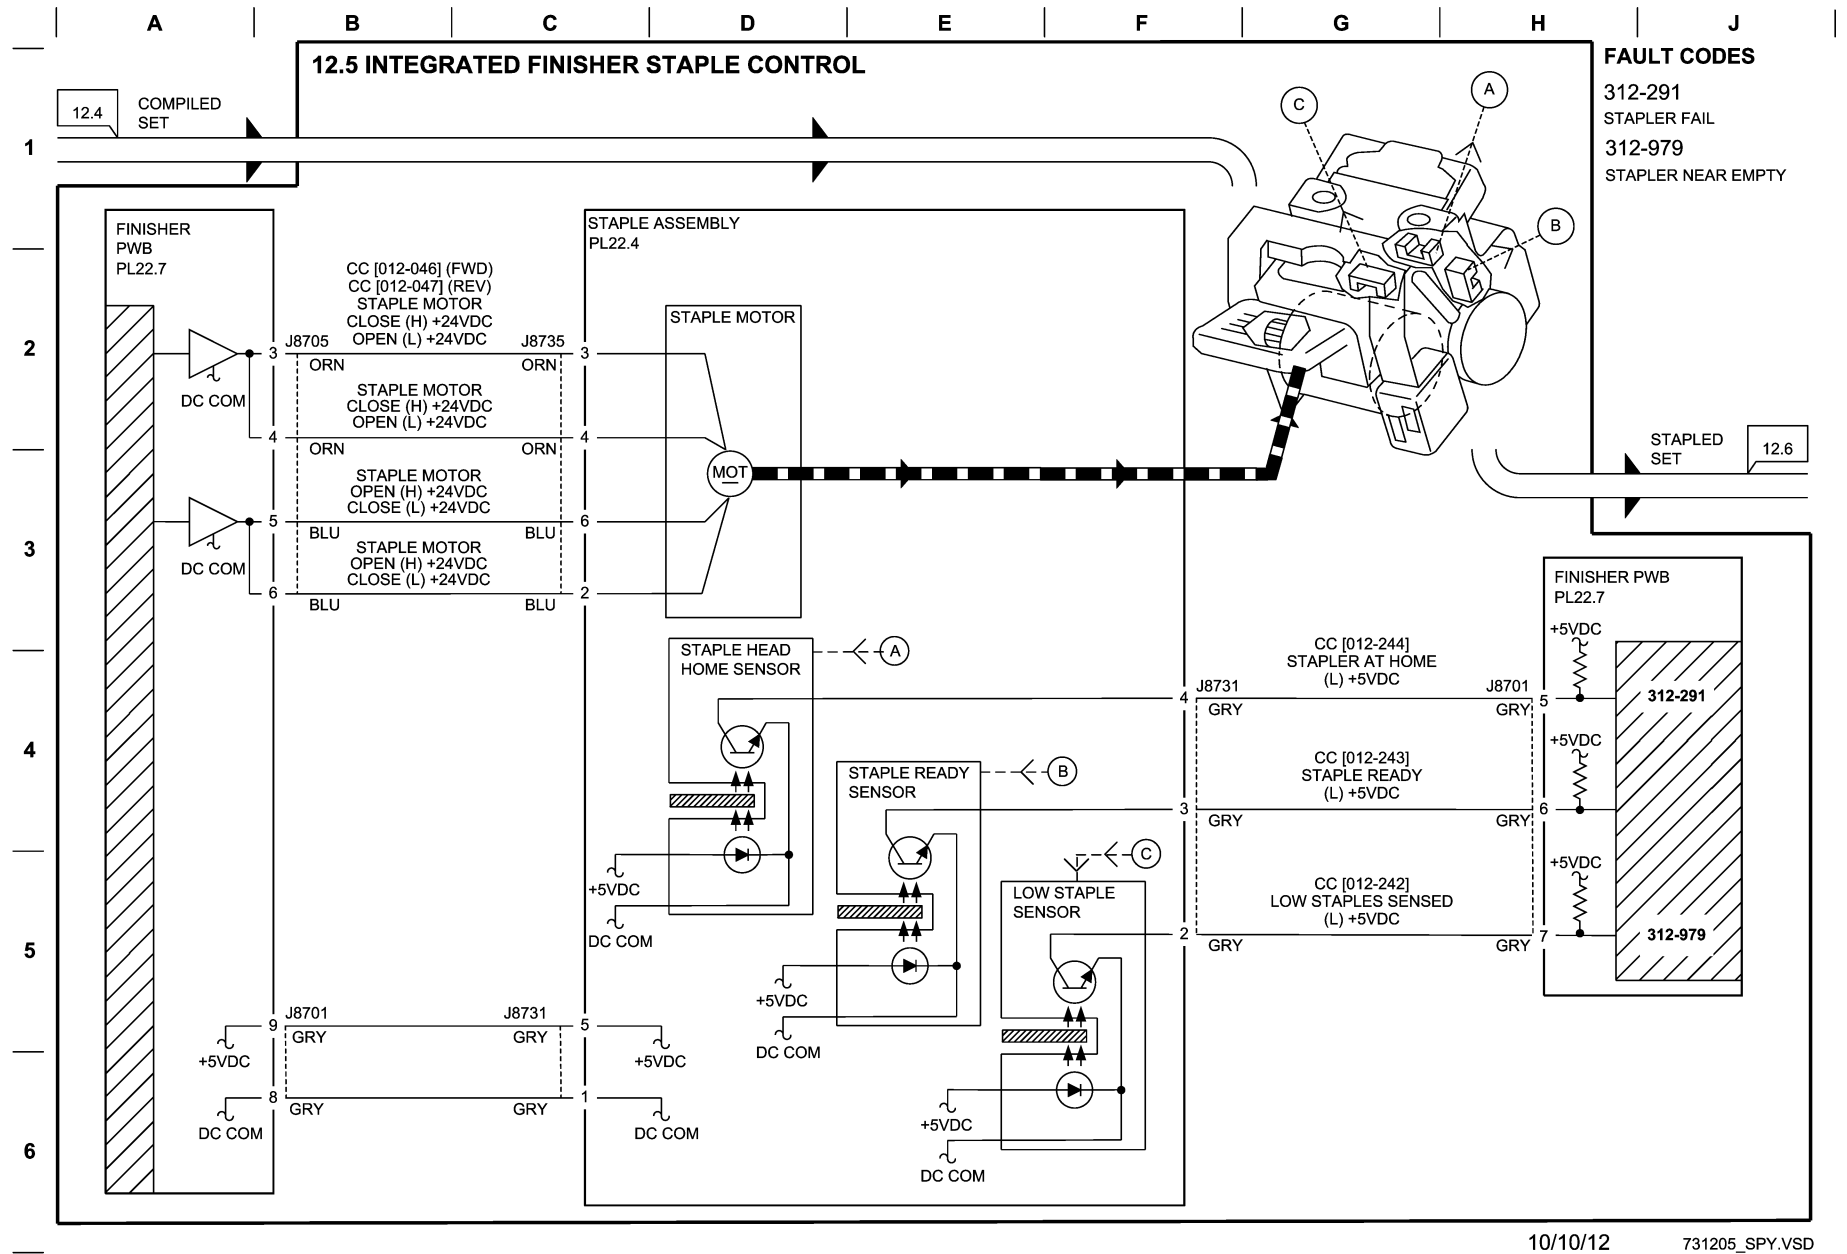 A B C D E F G H J
12.5 INTEGRATED FINISHER STAPLE CONTROL
FAULT CODES
312-291
STAPLER FAIL
312-979
STAPLER NEAR EMPTY
12.4
COMPILED
SET
C
A
B
1
2
3
4
5
6
FINISHER
PWB
PL22.7
STAPLE ASSEMBLY
PL22.4
CC [012-046] (FWD)
CC [012-047] (REV)
STAPLE MOTOR
CLOSE (H) +24VDC
OPEN (L) +24VDC
J8705
J8735
3
3
ORN
ORN
DC COM
STAPLE MOTOR
CLOSE (H) +24VDC
OPEN (L) +24VDC
4
4
ORN
ORN
STAPLE MOTOR
OPEN (H) +24VDC
CLOSE (L) +24VDC
5
6
BLU
BLU
DC COM
STAPLE MOTOR
OPEN (H) +24VDC
CLOSE (L) +24VDC
6
2
BLU
BLU
STAPLE MOTOR
MOT
STAPLED
SET
12.6
STAPLE HEAD
HOME SENSOR
A
+5VDC
DC COM
STAPLE READY
SENSOR
B
+5VDC
DC COM
LOW STAPLE
SENSOR
C
+5VDC
DC COM
FINISHER PWB
PL22.7
CC [012-244]
STAPLER AT HOME
(L) +5VDC
4
J8731
J8701
5
GRY
GRY
+5VDC
312-291
CC [012-243]
STAPLE READY
(L) +5VDC
3
6
GRY
GRY
+5VDC
CC [012-242]
LOW STAPLES SENSED
(L) +5VDC
2
7
GRY
GRY
+5VDC
312-979
9
J8701
J8731
5
GRY
GRY
+5VDC
+5VDC
8
1
GRY
GRY
DC COM
DC COM
10/10/12
731205_SPY.VSD